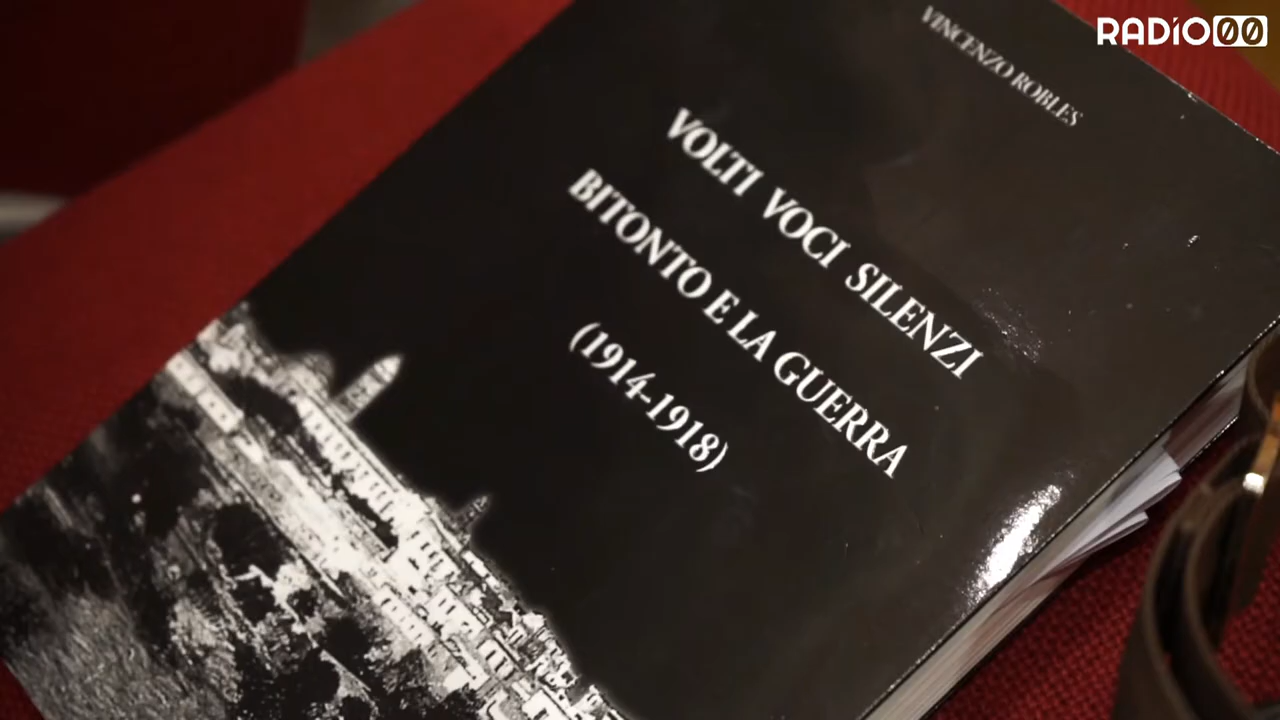 RADIO00
VINCENZO ROBLES
VOLTI VOCI SILENZI
BITONTO E LA GUERRA
(1914-1918)